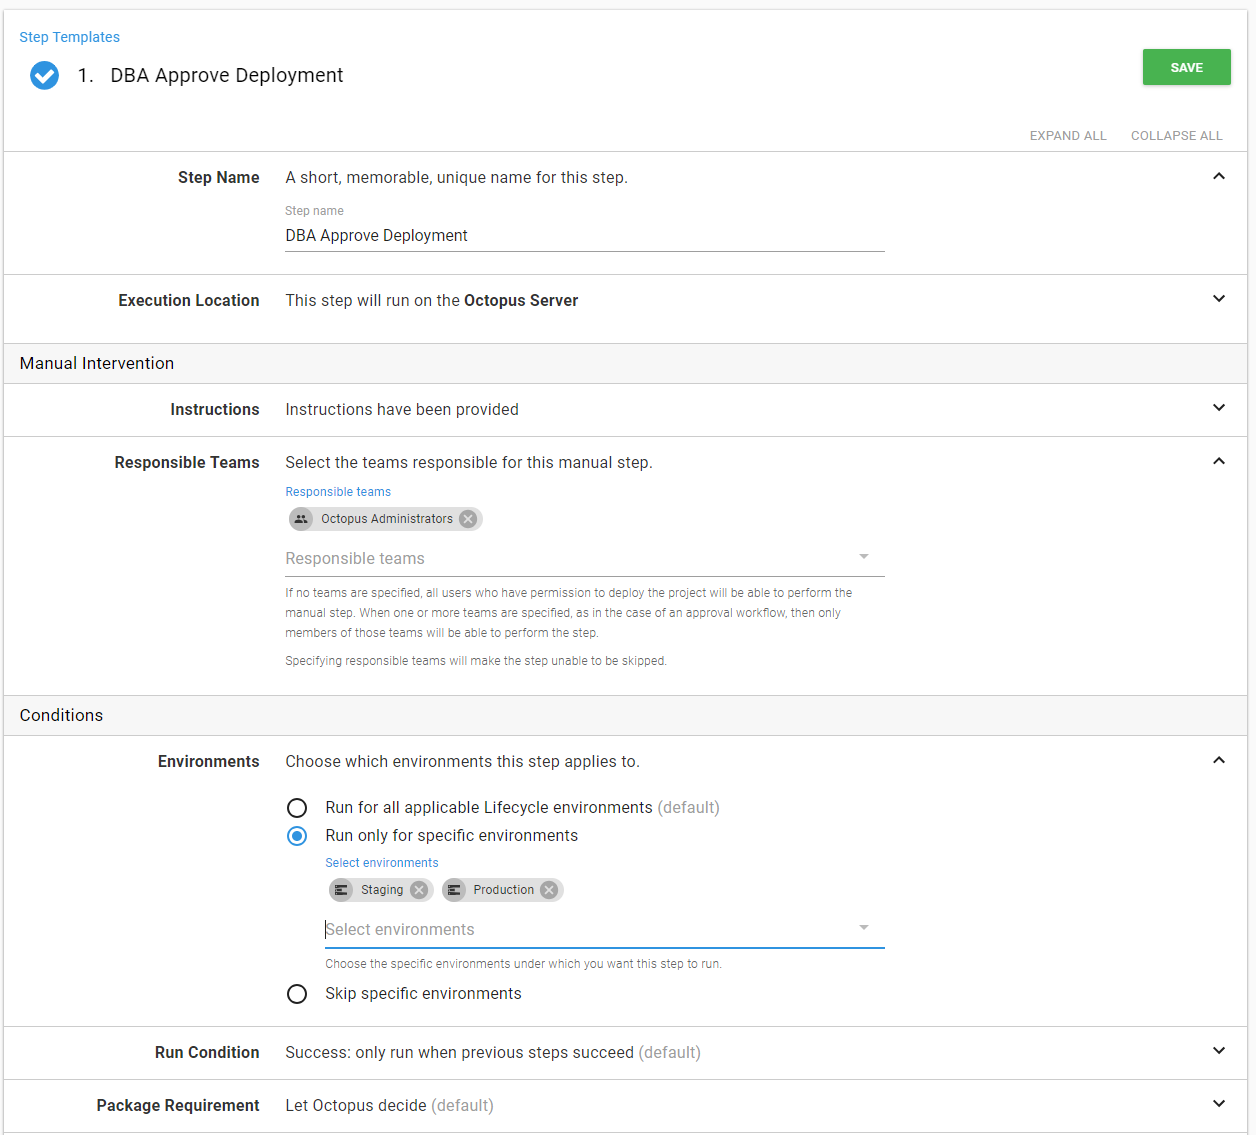 Step Templates
1. DBA Approve Deployment
SAVE
EXPAND ALL COLLAPSE ALL
Step Name A short, memorable, unique name for this step.
Step name
DBA Approve Deployment
Execution Location This step will run on the Octopus Server
Manual Intervention
Instructions Instructions have been provided
Responsible Teams Select the teams responsible for this manual step.
Responsible teams
Octopus Administrators
Responsible teams
If no teams are specified, all users who have permission to deploy the project will be able to perform the
manual step. When one or more teams are specified, as in the case of an approval workflow, then only
members of those teams will be able to perform the step.
Specifying responsible teams will make the step unable to be skipped.
Conditions
Environments Choose which environments this step applies to.
Run for all applicable Lifecycle environments (default)
Run only for specific environments
Select environments
Staging Production
Select environments
Choose the specific environments under which you want this step to run.
Skip specific environments
Run Condition Success: only run when previous steps succeed (default)
Package Requirement Let Octopus decide (default)